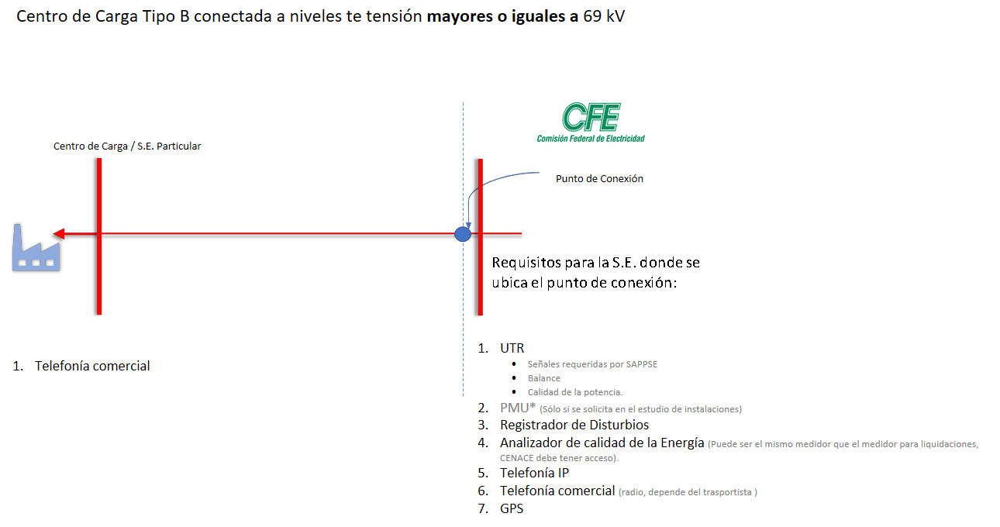 Centro de Carga Tipo B conectada a niveles te tensión mayores o iguales a 69 kV
CFE
Comisión Federal de Electricidad
Centro de Carga / S.E. Particular
Punto de Conexión
Requisitos para la S.E. donde se
ubica el punto de conexión:
1. Telefonía comercial
1. UTR
• Señales requeridas por SAPPSE
• Balance
• Calidad de la potencia.
2. PMU* (Sólo si se solicita en el estudio de instalaciones)
3. Registrador de Disturbios
4. Analizador de calidad de la Energía (Puede ser el mismo medidor que el medidor para liquidaciones,
CENACE debe tener acceso).
5. Telefonía IP
6. Telefonía comercial (radio, depende del trasportista )
7. GPS